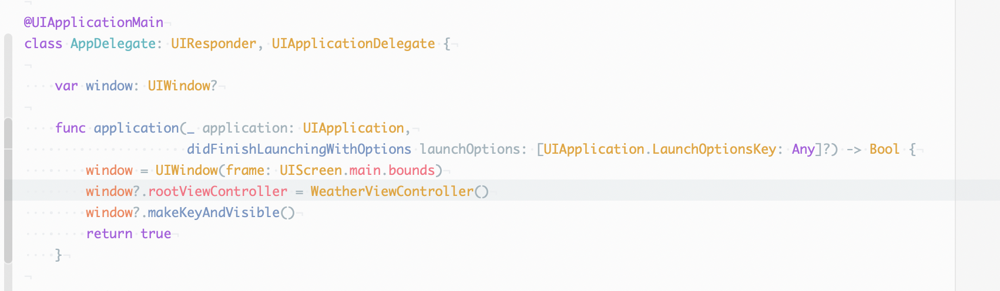 @UIApplicationMain
class AppDelegate: UIResponder, UIApplicationDelegate {
    var window: UIWindow?
    func application(_ application: UIApplication,
                     didFinishLaunchingWithOptions launchOptions: [UIApplication.LaunchOptionsKey: Any]?) -> Bool {
        window = UIWindow(frame: UIScreen.main.bounds)
        window?.rootViewController = WeatherViewController()
        window?.makeKeyAndVisible()
        return true
    }